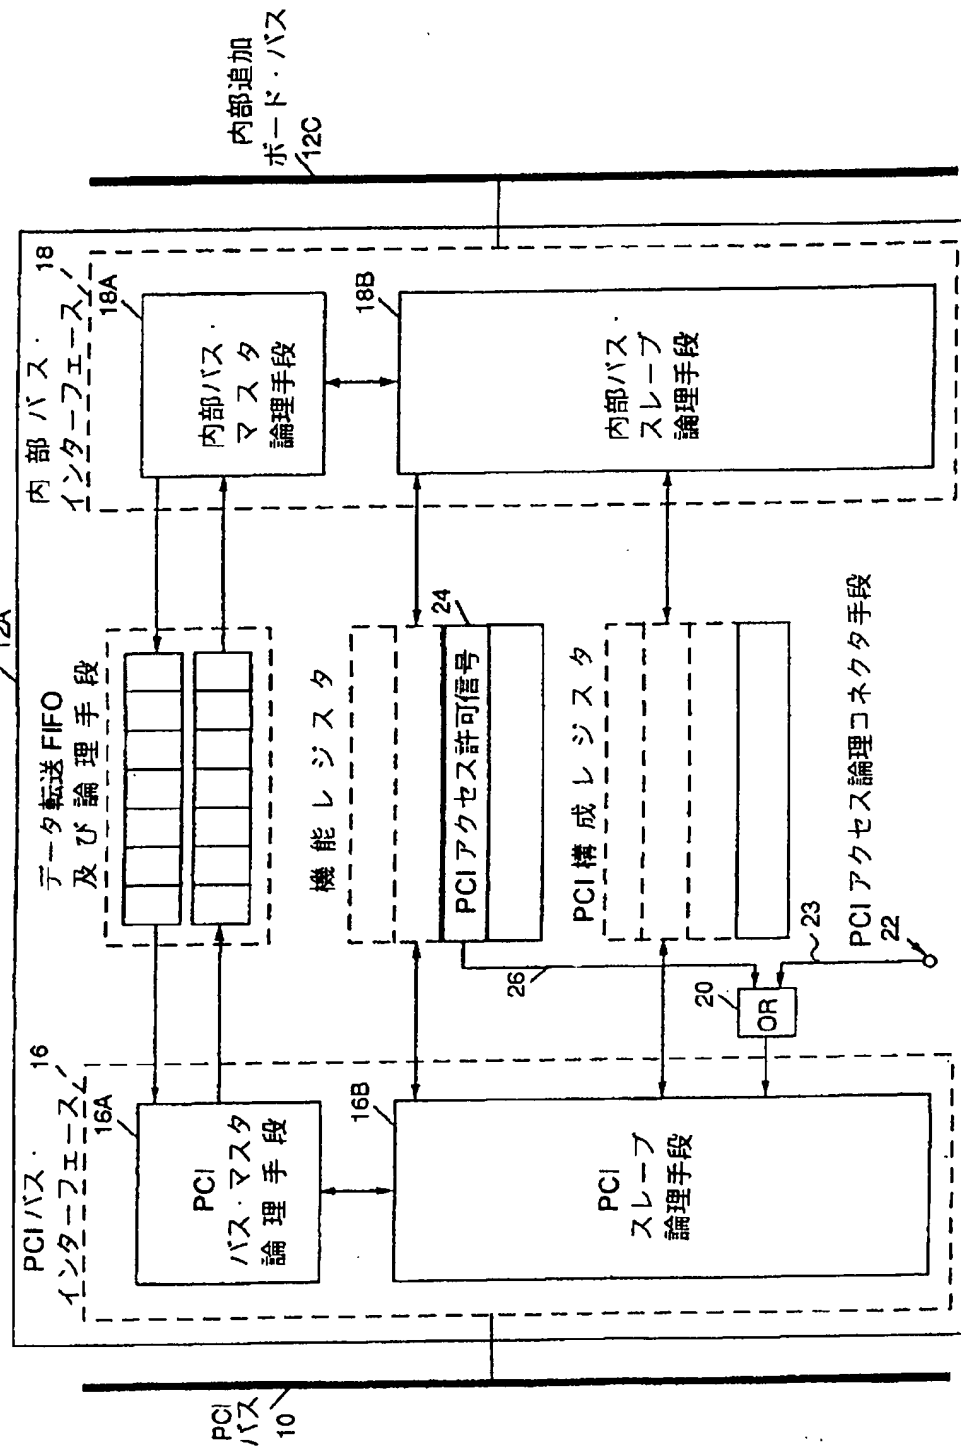 12A
PCIバス・
インターフェース
16
データ転送FIFO
及び論理手段
内部バス・
インターフェース
18
内部追加
ボード・バス
12C
16A
PCI
バス・マスタ
論理手段
18A
内部バス・
マスタ
論理手段
機能レジスタ
PCIアクセス許可信号
24
16B
PCI
スレーブ
論理手段
18B
内部バス・
スレーブ
論理手段
26
PCI構成レジスタ
20
OR
23
PCIアクセス論理コネクタ手段
22
PCI
バス
10